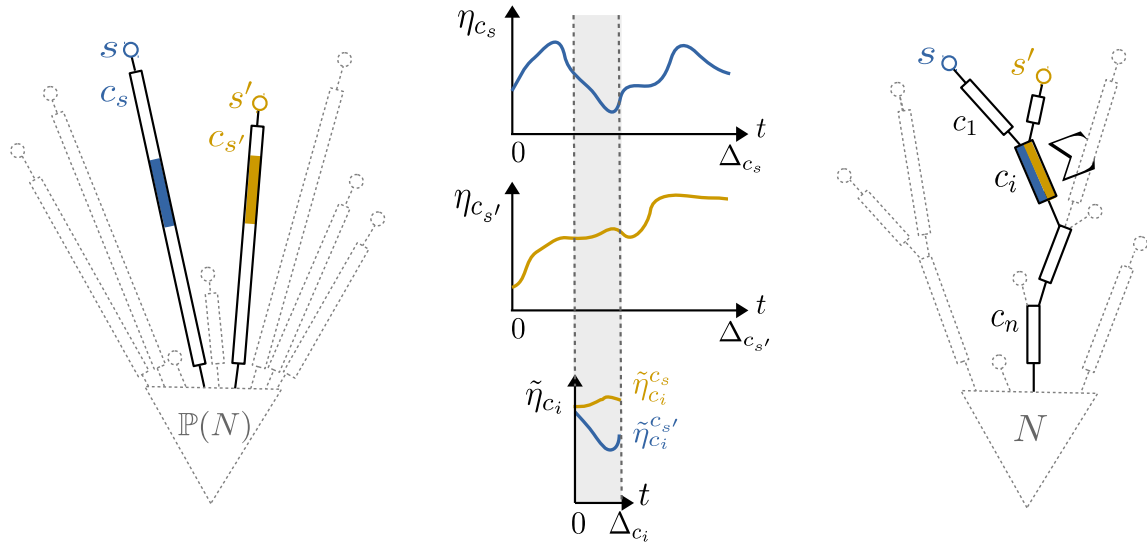 s
c_s
s'
c_{s'}
ℙ(N)
η_{c_s}
t
0
Δ_{c_s}
η_{c_{s'}}
t
0
Δ_{c_{s'}}
η̃_{c_i}
η̃_{c_i}^{c_s}
η̃_{c_i}^{c_{s'}}
t
0
Δ_{c_i}
s
s'
c_1
Σ
c_i
c_n
N